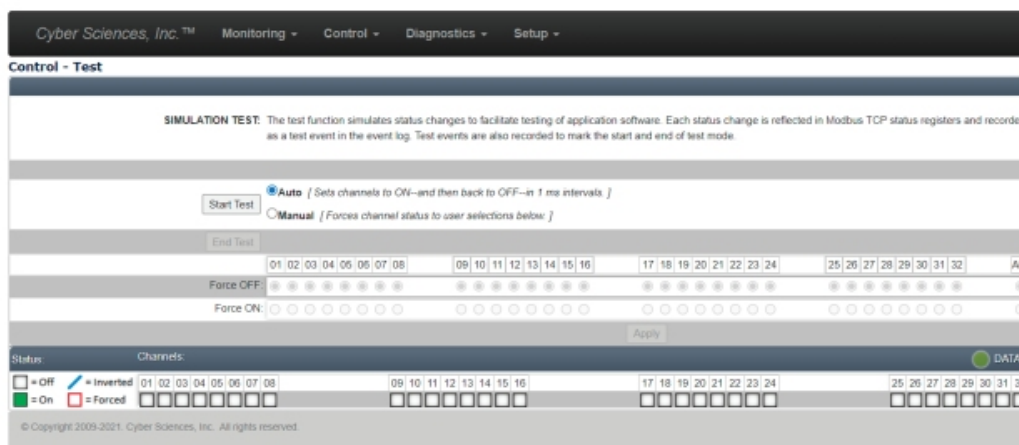 Cyber Sciences, Inc.™ Monitoring Control Diagnostics Setup
Control - Test
SIMULATION TEST: The test function simulates status changes to facilitate testing of application software. Each status change is reflected in Modbus TCP status registers and recorde
as a test event in the event log. Test events are also recorded to mark the start and end of test mode.
Start Test Auto [ Sets channels to ON--and then back to OFF--in 1 ms intervals. ]
Manual [ Forces channel status to user selections below. ]
End Test
01 02 03 04 05 06 07 08 09 10 11 12 13 14 15 16 17 18 19 20 21 22 23 24 25 26 27 28 29 30 31 32
Force OFF:
Force ON:
Apply
Status: Channels: DATA
= Off = Inverted 01 02 03 04 05 06 07 08 09 10 11 12 13 14 15 16 17 18 19 20 21 22 23 24 25 26 27 28 29 30 31
= On = Forced
© Copyright 2009-2021. Cyber Sciences, Inc. All rights reserved.